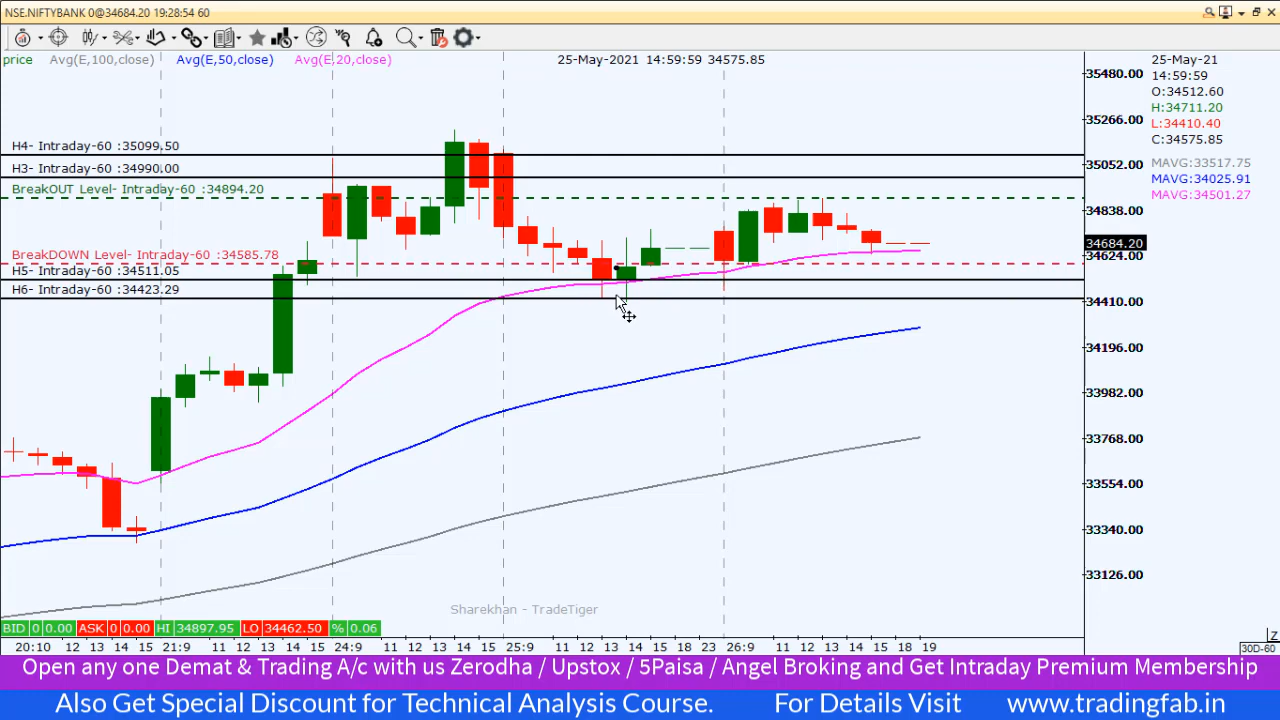 NSE.NIFTYBANK 0@34684.20 19:28:54 60
price Avg(E,100,close) Avg(E,50,close) Avg(E,20,close) 25-May-2021 14:59:59 34575.85
25-May-21
14:59:59
O:34512.60
H:34711.20
L:34410.40
C:34575.85
MAVG:33517.75
MAVG:34025.91
MAVG:34501.27
35480.00
35266.00
35052.00
34838.00
34684.20
34624.00
34410.00
34196.00
33982.00
33768.00
33554.00
33340.00
33126.00
H4- Intraday-60 :35099.50
H3- Intraday-60 :34990.00
BreakOUT Level- Intraday-60 :34894.20
BreakDOWN Level- Intraday-60 :34585.78
H5- Intraday-60 :34511.05
H6- Intraday-60 :34423.29
Sharekhan - TradeTiger
BID 0 0.00 ASK 0 0.00 HI 34897.95 LO 34462.50 % 0.06
Z
20:10 12 13 14 15 21:9 11 12 13 14 15 24:9 11 12 13 14 15 25:9 11 12 13 14 15 18 23 26:9 11 12 13 14 15 18 19
30D-60
Open any one Demat & Trading A/c with us Zerodha / Upstox / 5Paisa / Angel Broking and Get Intraday Premium Membership
Also Get Special Discount for Technical Analysis Course. For Details Visit www.tradingfab.in